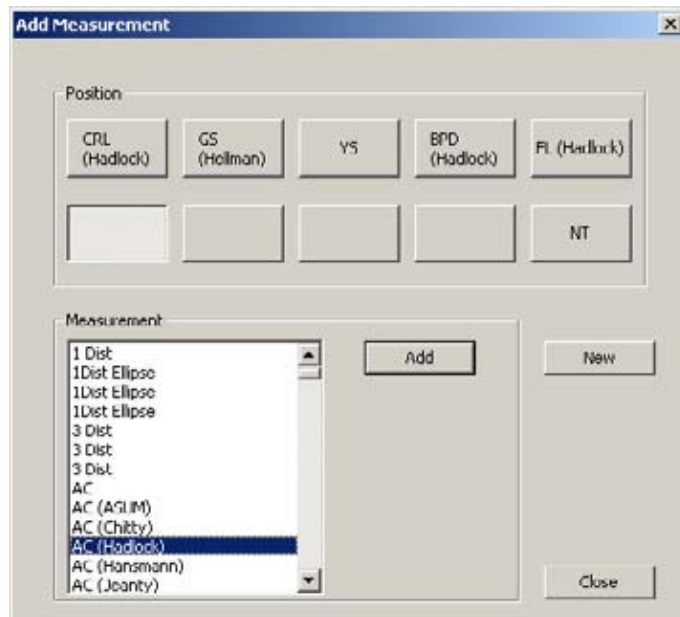 Add Measurement
Position
CRL
(Hadlock)
GS
(Hellman)
YS
BPD
(Hadlock)
FL (Hadlock)
NT
Measurement
1 Dist
1Dist Ellipse
1Dist Ellipse
1Dist Ellipse
3 Dist
3 Dist
3 Dist
AC
AC (ASUM)
AC (Chitty)
AC (Hadlock)
AC (Hansmann)
AC (Jeanty)
Add
New
Close